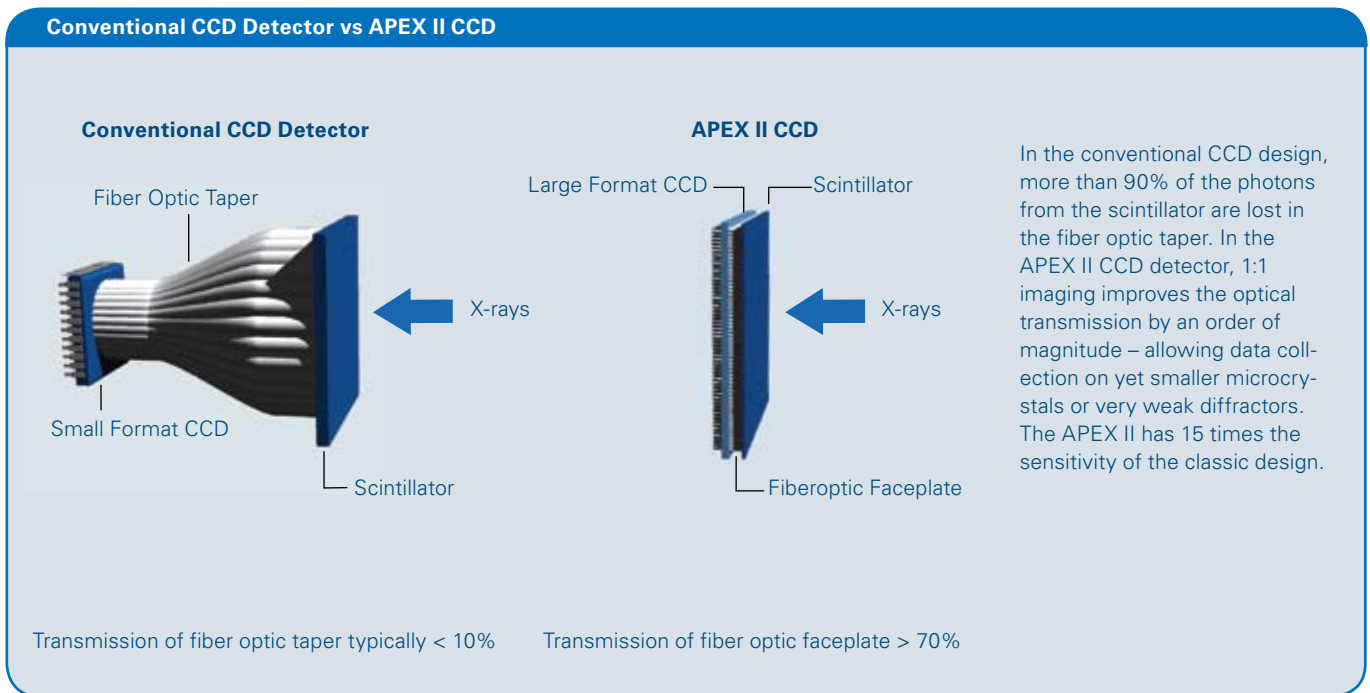 Conventional CCD Detector vs APEX II CCD
Conventional CCD Detector
Fiber Optic Taper
X-rays
Small Format CCD
Scintillator
APEX II CCD
Large Format CCD
Scintillator
X-rays
Fiberoptic Faceplate
In the conventional CCD design,
more than 90% of the photons
from the scintillator are lost in
the fiber optic taper. In the
APEX II CCD detector, 1:1
imaging improves the optical
transmission by an order of
magnitude – allowing data coll-
ection on yet smaller microcry-
stals or very weak diffractors.
The APEX II has 15 times the
sensitivity of the classic design.
Transmission of fiber optic taper typically < 10%
Transmission of fiber optic faceplate > 70%